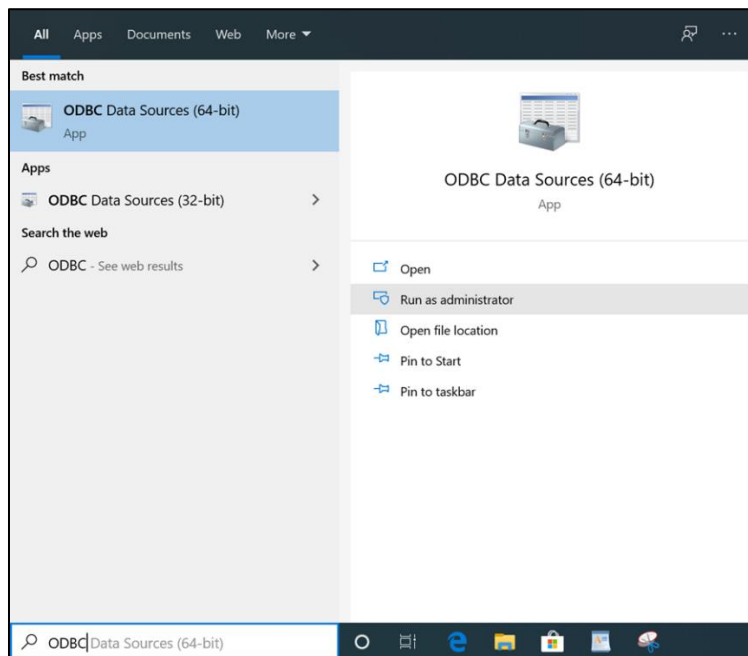 All Apps Documents Web More
Best match
ODBC Data Sources (64-bit)
App
Apps
ODBC Data Sources (32-bit)
Search the web
ODBC - See web results
ODBC Data Sources (64-bit)
App
Open
Run as administrator
Open file location
Pin to Start
Pin to taskbar
ODBC Data Sources (64-bit)